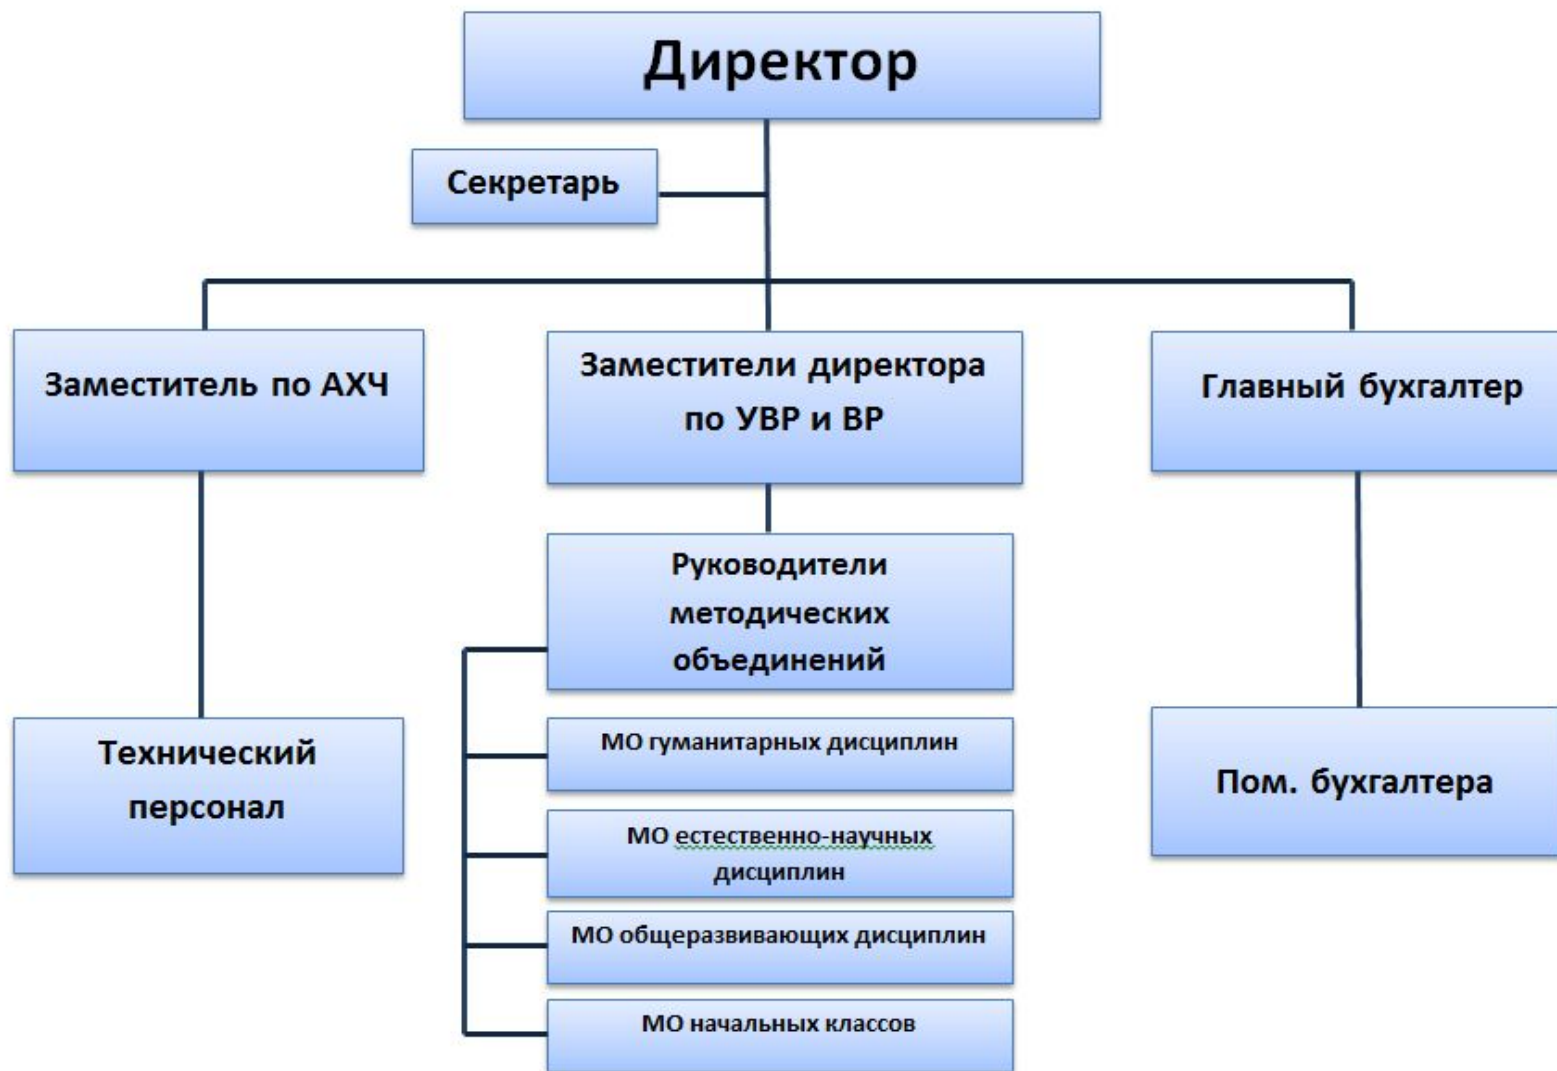 Директор
Секретарь
Заместитель по АХЧ
Заместители директора
по УВР и ВР
Главный бухгалтер
Руководители
методических
объединений
Технический
персонал
МО гуманитарных дисциплин
МО естественно-научных
дисциплин
МО общеразвивающих дисциплин
МО начальных классов
Пом. бухгалтера